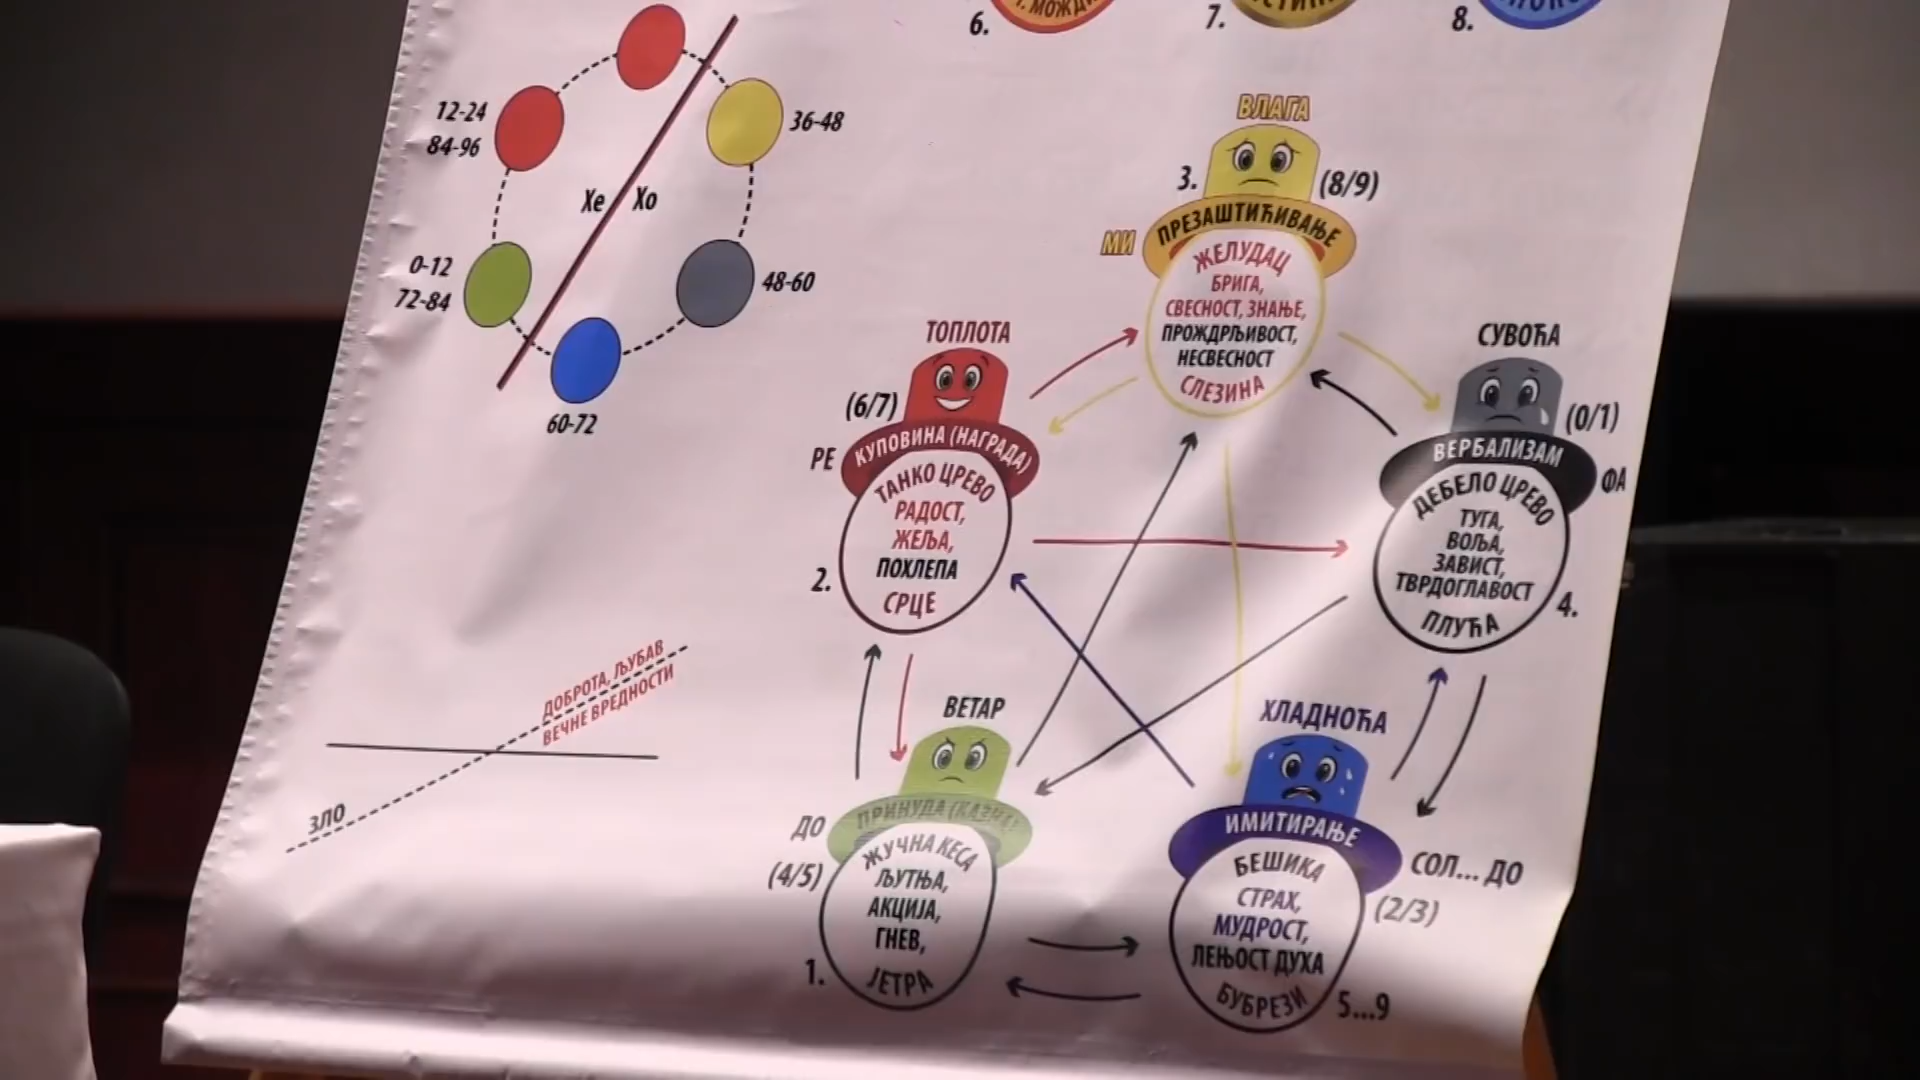 6.
7.
8.
12-24
84-96
36-48
Хе
Хо
0-12
72-84
48-60
60-72
ВЛАГА
3.
(8/9)
МИ
ПРЕЗАШТИЋИВАЊЕ
ЖЕЛУДАЦ
БРИГА,
СВЕСНОСТ, ЗНАЊЕ,
ПРОЖДРЉИВОСТ,
НЕСВЕСНОСТ
СЛЕЗИНА
ТОПЛОТА
(6/7)
РЕ
КУПОВИНА (НАГРАДА)
ТАНКО ЦРЕВО
РАДОСТ,
ЖЕЉА,
ПОХЛЕПА
СРЦЕ
2.
СУВОЋА
(0/1)
ВЕРБАЛИЗАМ
ФА
ДЕБЕЛО ЦРЕВО
ТУГА,
ВОЉА,
ЗАВИСТ,
ТВРДОГЛАВОСТ
ПЛУЋА
4.
ДОБРОТА, ЉУБАВ
ВЕЧНЕ ВРЕДНОСТИ
ЗЛО
ВЕТАР
ДО
(4/5)
ПРИНУДА (КАЗНА)
ЖУЧНА КЕСА
ЉУТЊА,
АКЦИЈА,
ГНЕВ,
ЈЕТРА
1.
ХЛАДНОЋА
ИМИТИРАЊЕ
СОЛ... ДО
(2/3)
БЕШИКА
СТРАХ,
МУДРОСТ,
ЛЕЊОСТ ДУХА
БУБРЕЗИ
5...9